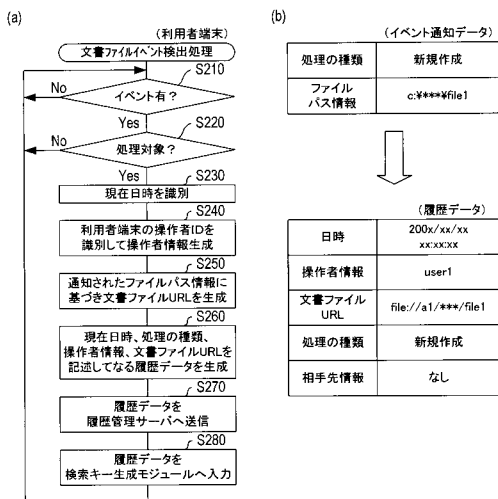 (a)
(利用者端末)
文書ファイルイベント検出処理
S210
No
イベント有?
Yes
S220
No
処理対象?
Yes
S230
現在日時を識別
S240
利用者端末の操作者IDを
識別して操作者情報生成
S250
通知されたファイルパス情報に
基づき文書ファイルURLを生成
S260
現在日時、処理の種類、
操作者情報、文書ファイルURLを
記述してなる履歴データを生成
S270
履歴データを
履歴管理サーバへ送信
S280
履歴データを
検索キー生成モジュールへ入力
(b)
(イベント通知データ)
処理の種類 新規作成
ファイル
パス情報 c:¥***¥file1
(履歴データ)
日時 200x/xx/xx
xx:xx:xx
操作者情報 user1
文書ファイル
URL file://a1/***/file1
処理の種類 新規作成
相手先情報 なし